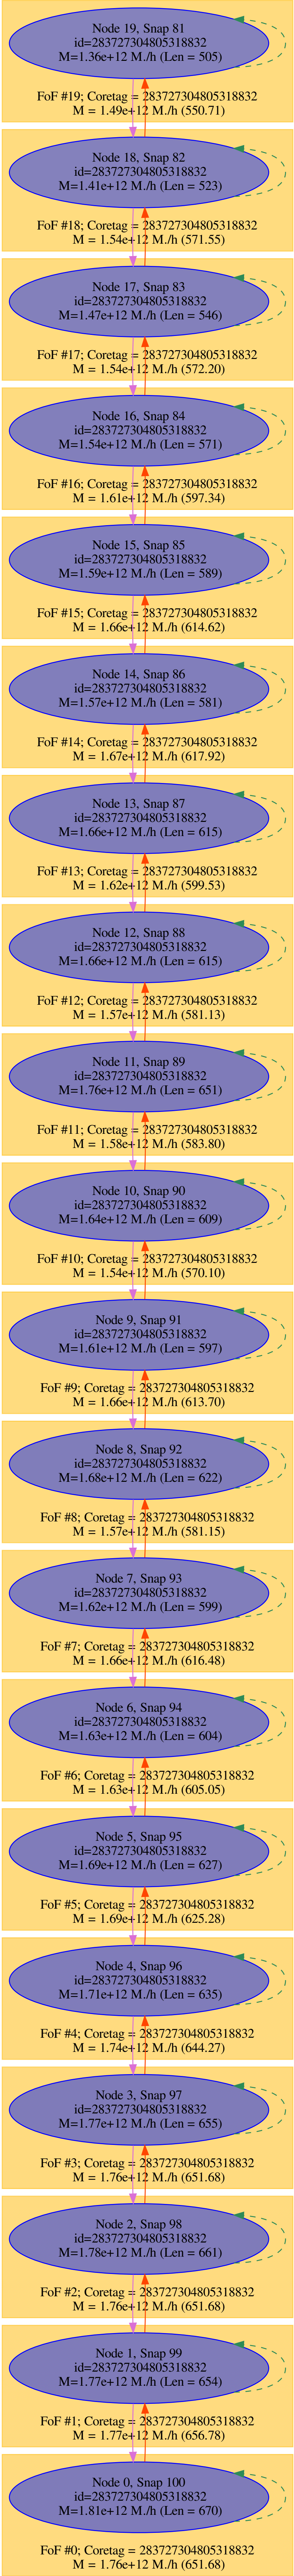 Node 19, Snap 81
id=283727304805318832
M=1.36e+12 M./h (Len = 505)
FoF #19; Coretag = 283727304805318832
M = 1.49e+12 M./h (550.71)
Node 18, Snap 82
id=283727304805318832
M=1.41e+12 M./h (Len = 523)
FoF #18; Coretag = 283727304805318832
M = 1.54e+12 M./h (571.55)
Node 17, Snap 83
id=283727304805318832
M=1.47e+12 M./h (Len = 546)
FoF #17; Coretag = 283727304805318832
M = 1.54e+12 M./h (572.20)
Node 16, Snap 84
id=283727304805318832
M=1.54e+12 M./h (Len = 571)
FoF #16; Coretag = 283727304805318832
M = 1.61e+12 M./h (597.34)
Node 15, Snap 85
id=283727304805318832
M=1.59e+12 M./h (Len = 589)
FoF #15; Coretag = 283727304805318832
M = 1.66e+12 M./h (614.62)
Node 14, Snap 86
id=283727304805318832
M=1.57e+12 M./h (Len = 581)
FoF #14; Coretag = 283727304805318832
M = 1.67e+12 M./h (617.92)
Node 13, Snap 87
id=283727304805318832
M=1.66e+12 M./h (Len = 615)
FoF #13; Coretag = 283727304805318832
M = 1.62e+12 M./h (599.53)
Node 12, Snap 88
id=283727304805318832
M=1.66e+12 M./h (Len = 615)
FoF #12; Coretag = 283727304805318832
M = 1.57e+12 M./h (581.13)
Node 11, Snap 89
id=283727304805318832
M=1.76e+12 M./h (Len = 651)
FoF #11; Coretag = 283727304805318832
M = 1.58e+12 M./h (583.80)
Node 10, Snap 90
id=283727304805318832
M=1.64e+12 M./h (Len = 609)
FoF #10; Coretag = 283727304805318832
M = 1.54e+12 M./h (570.10)
Node 9, Snap 91
id=283727304805318832
M=1.61e+12 M./h (Len = 597)
FoF #9; Coretag = 283727304805318832
M = 1.66e+12 M./h (613.70)
Node 8, Snap 92
id=283727304805318832
M=1.68e+12 M./h (Len = 622)
FoF #8; Coretag = 283727304805318832
M = 1.57e+12 M./h (581.15)
Node 7, Snap 93
id=283727304805318832
M=1.62e+12 M./h (Len = 599)
FoF #7; Coretag = 283727304805318832
M = 1.66e+12 M./h (616.48)
Node 6, Snap 94
id=283727304805318832
M=1.63e+12 M./h (Len = 604)
FoF #6; Coretag = 283727304805318832
M = 1.63e+12 M./h (605.05)
Node 5, Snap 95
id=283727304805318832
M=1.69e+12 M./h (Len = 627)
FoF #5; Coretag = 283727304805318832
M = 1.69e+12 M./h (625.28)
Node 4, Snap 96
id=283727304805318832
M=1.71e+12 M./h (Len = 635)
FoF #4; Coretag = 283727304805318832
M = 1.74e+12 M./h (644.27)
Node 3, Snap 97
id=283727304805318832
M=1.77e+12 M./h (Len = 655)
FoF #3; Coretag = 283727304805318832
M = 1.76e+12 M./h (651.68)
Node 2, Snap 98
id=283727304805318832
M=1.78e+12 M./h (Len = 661)
FoF #2; Coretag = 283727304805318832
M = 1.76e+12 M./h (651.68)
Node 1, Snap 99
id=283727304805318832
M=1.77e+12 M./h (Len = 654)
FoF #1; Coretag = 283727304805318832
M = 1.77e+12 M./h (656.78)
Node 0, Snap 100
id=283727304805318832
M=1.81e+12 M./h (Len = 670)
FoF #0; Coretag = 283727304805318832
M = 1.76e+12 M./h (651.68)